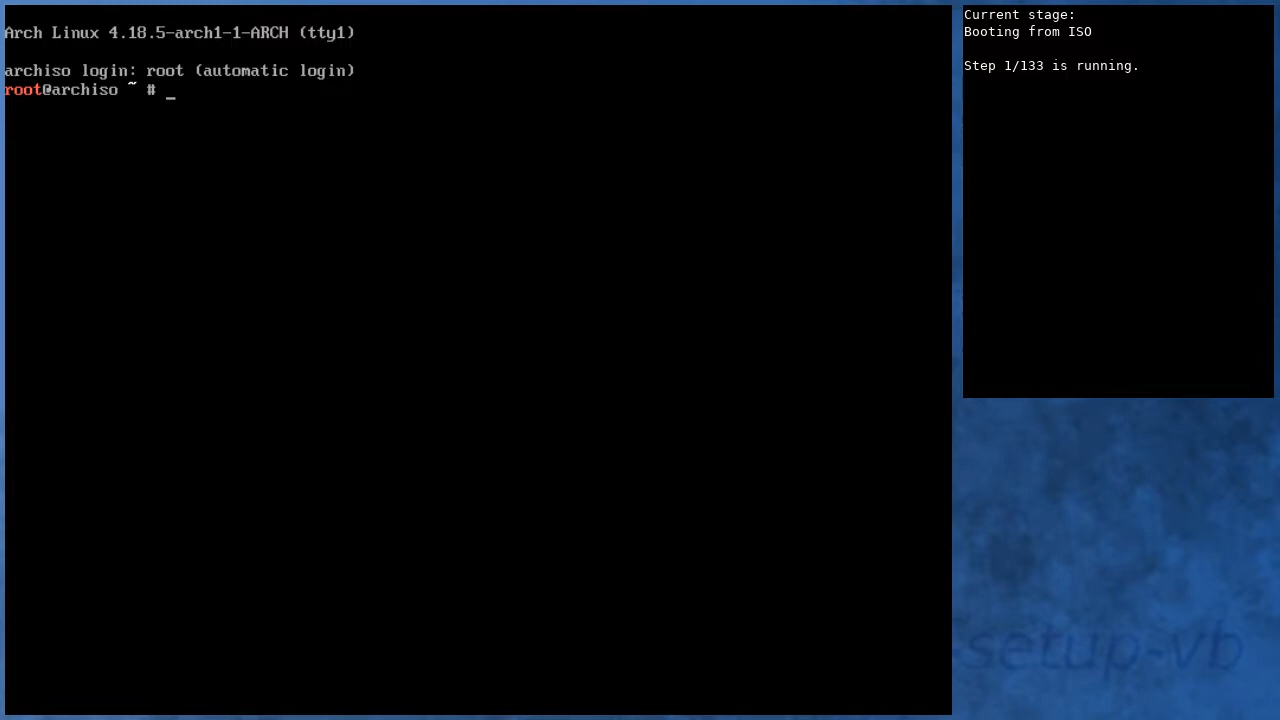 Arch Linux 4.18.5-arch1-1-ARCH (tty1)
archiso login: root (automatic login)
root@archiso ~ # _
Current stage:
Booting from ISO
Step 1/133 is running.
setup-vb